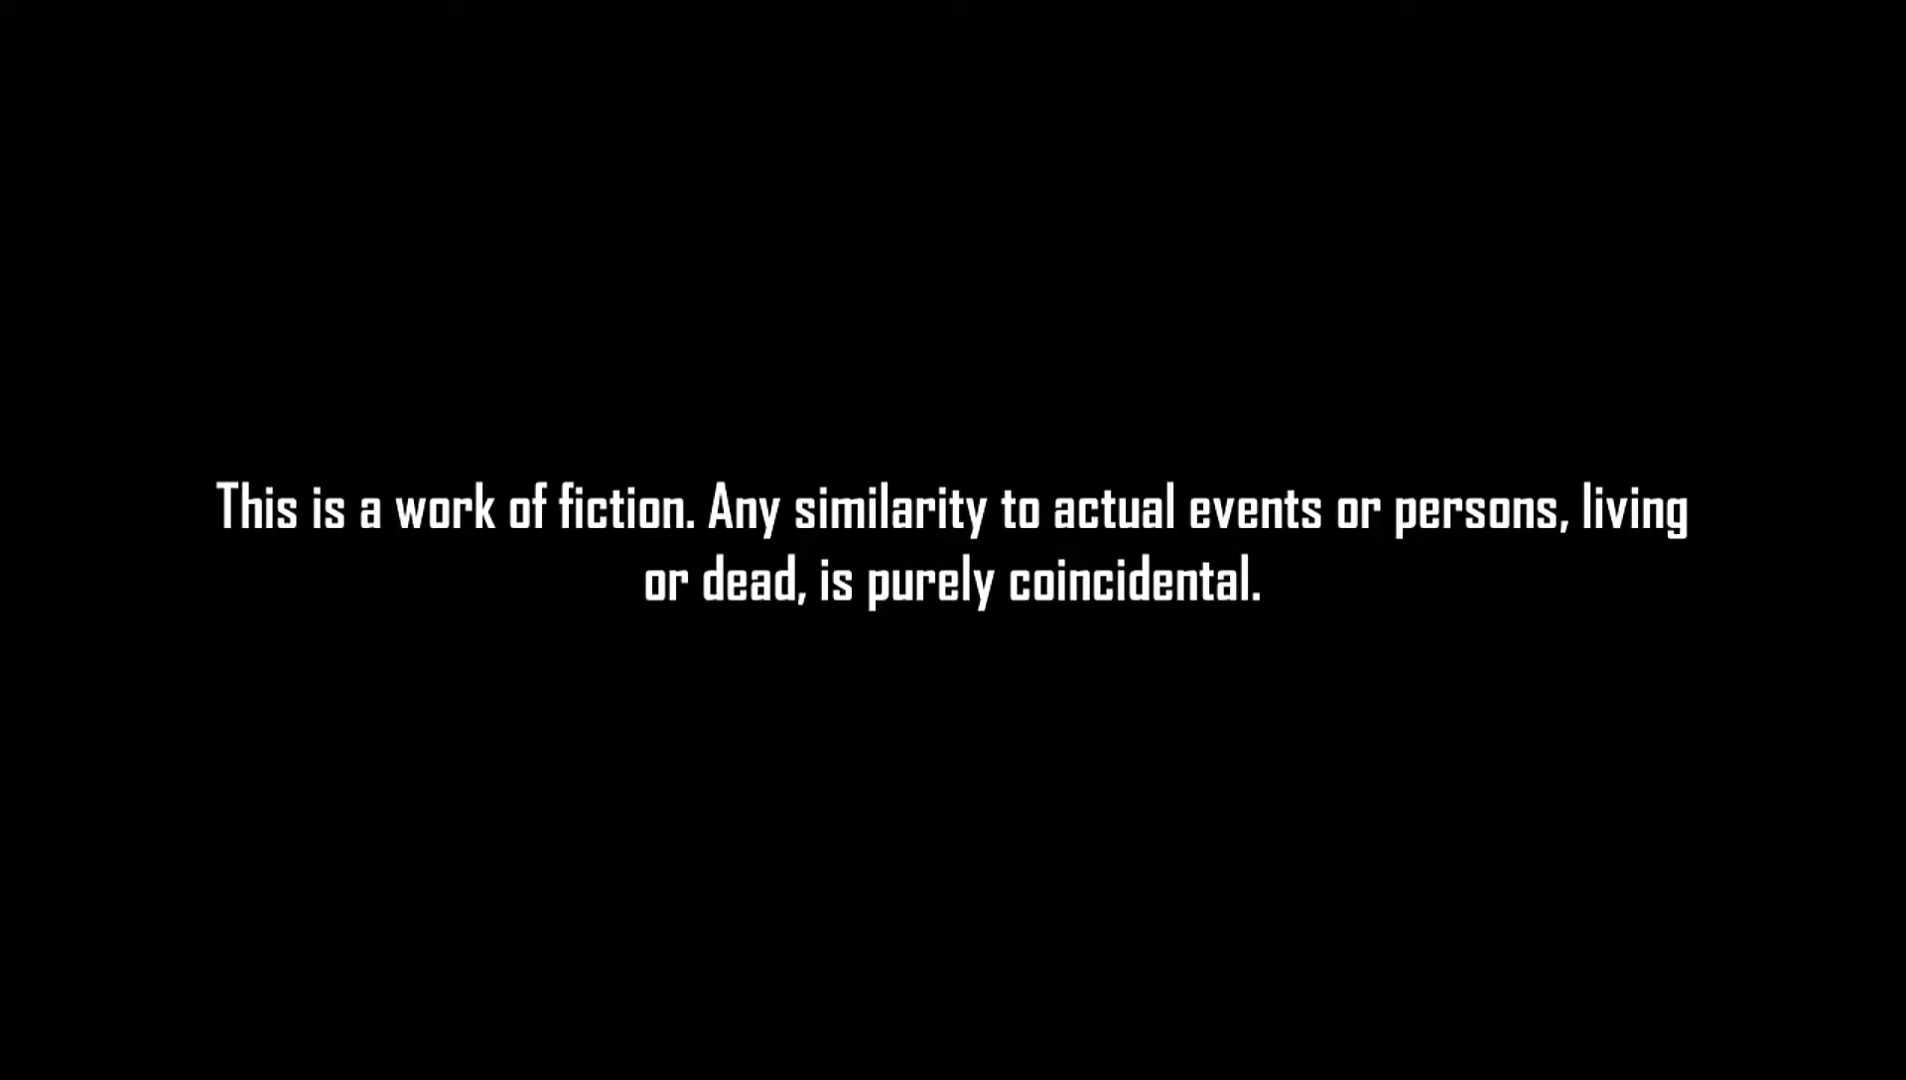 This is a work of fiction. Any similarity to actual events or persons, living
or dead, is purely coincidental.